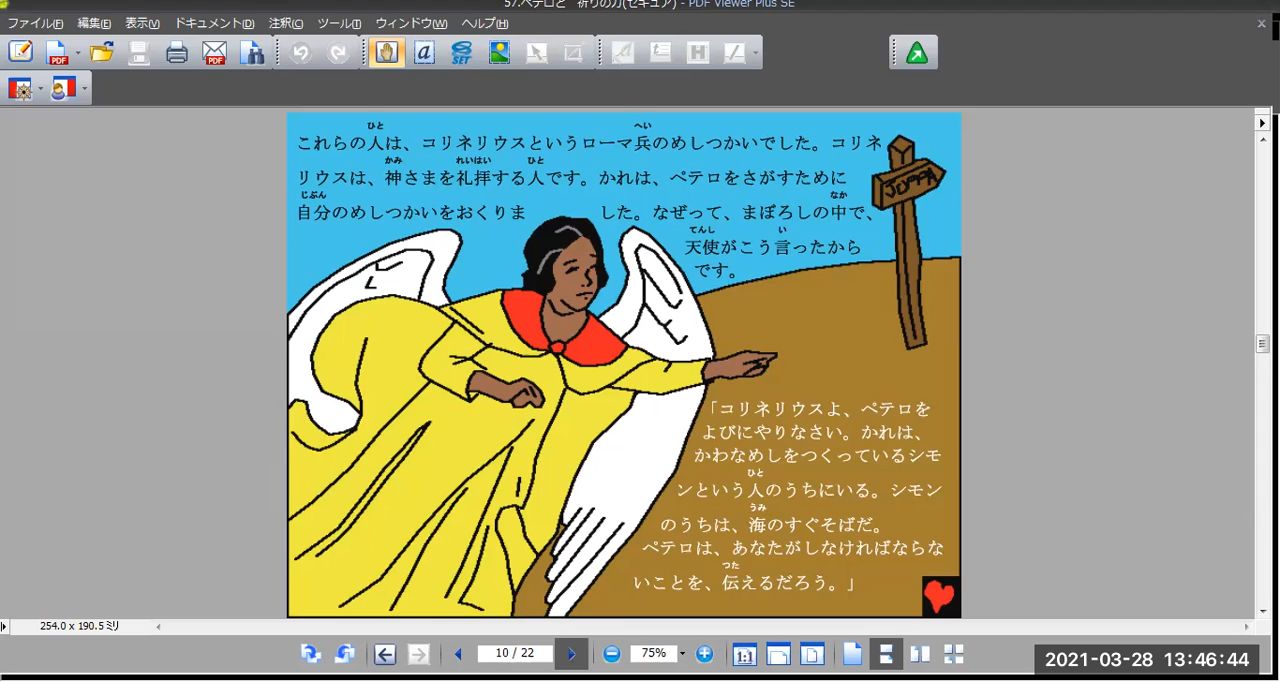 57.ペテロと 祈りの力(セキュア) - PDF Viewer Plus SE
ファイル(F) 編集(E) 表示(V) ドキュメント(D) 注釈(C) ツール(T) ウィンドウ(W) ヘルプ(H)
ひと へい
これらの人は、コリネリウスというローマ兵のめしつかいでした。コリネ
かみ れいはい ひと
リウスは、神さまを礼拝する人です。かれは、ペテロをさがすために
じぶん なか
自分のめしつかいをおくりま した。なぜって、まぼろしの中で、
てんし い
天使がこう言ったから
です。
JOPPA
「コリネリウスよ、ペテロを
よびにやりなさい。かれは、
かわなめしをつくっているシモ
ひと
ンという人のうちにいる。シモン
うみ
のうちは、海のすぐそばだ。
ペテロは、あなたがしなければならな
つた
いことを、伝えるだろう。」
254.0 x 190.5 ミリ
10 / 22
75%
1:1
2021-03-28 13:46:44